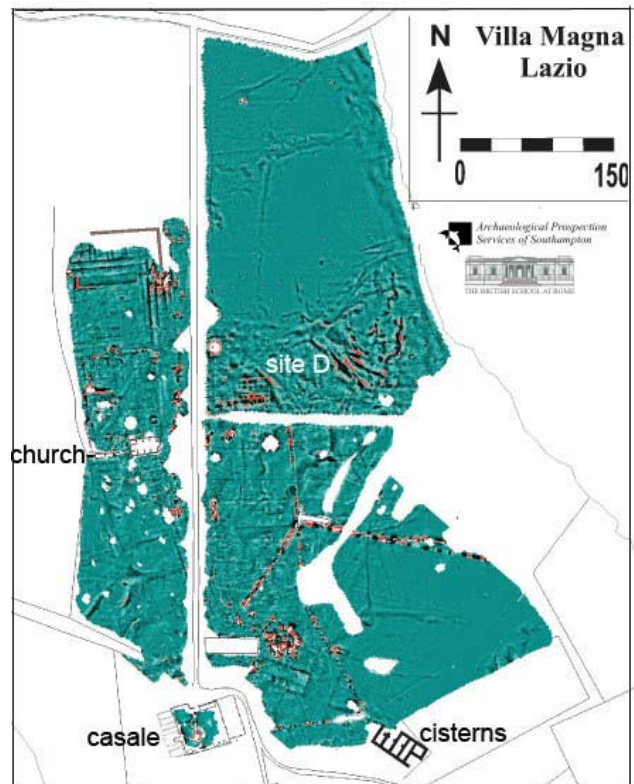 N
Villa Magna
Lazio
0 150
Archaeological Prospection
Services of Southampton
THE BRITISH SCHOOL AT ROME
site D
church
casale
cisterns